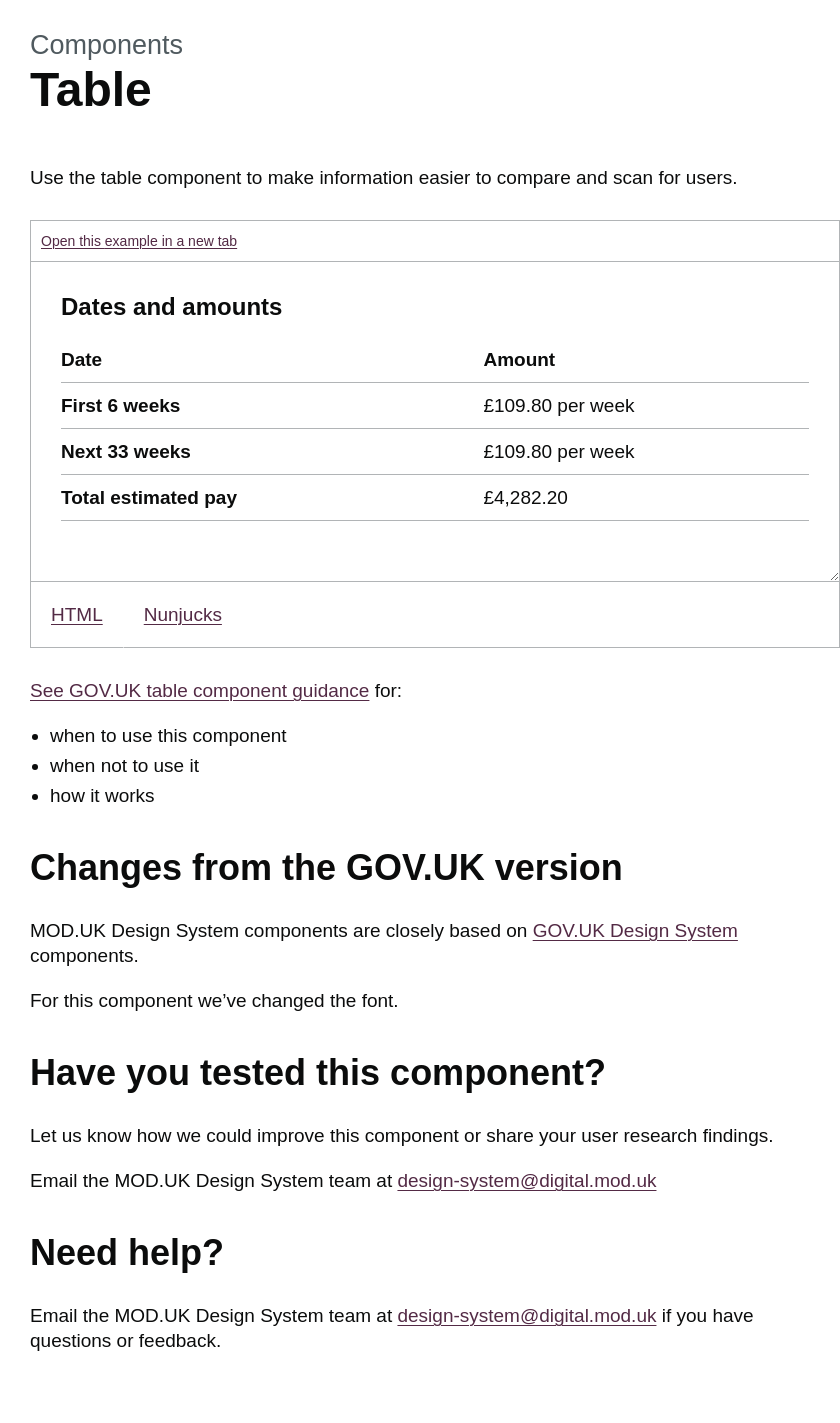 Components
Table
Use the table component to make information easier to compare and scan for users.
Open this example in a new tab
Dates and amounts
Date Amount
First 6 weeks £109.80 per week
Next 33 weeks £109.80 per week
Total estimated pay £4,282.20
HTML Nunjucks
See GOV.UK table component guidance for:
• when to use this component
• when not to use it
• how it works
Changes from the GOV.UK version
MOD.UK Design System components are closely based on GOV.UK Design System
components.
For this component we’ve changed the font.
Have you tested this component?
Let us know how we could improve this component or share your user research findings.
Email the MOD.UK Design System team at design-system@digital.mod.uk
Need help?
Email the MOD.UK Design System team at design-system@digital.mod.uk if you have
questions or feedback.